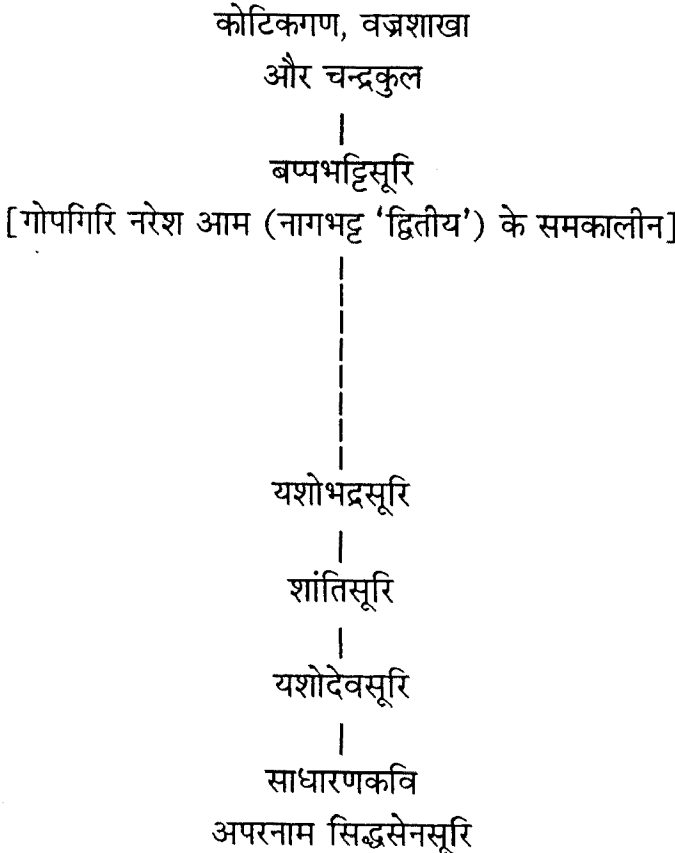 कोटिकगण, वज्रशाखा
और चन्द्रकुल
बप्पभट्टिसूरि
[गोपगिरि नरेश आम (नागभट्ट ‘द्वितीय’) के समकालीन]
यशोभद्रसूरि
शांतिसूरि
यशोदेवसूरि
साधारणकवि
अपरनाम सिद्धसेनसूरि